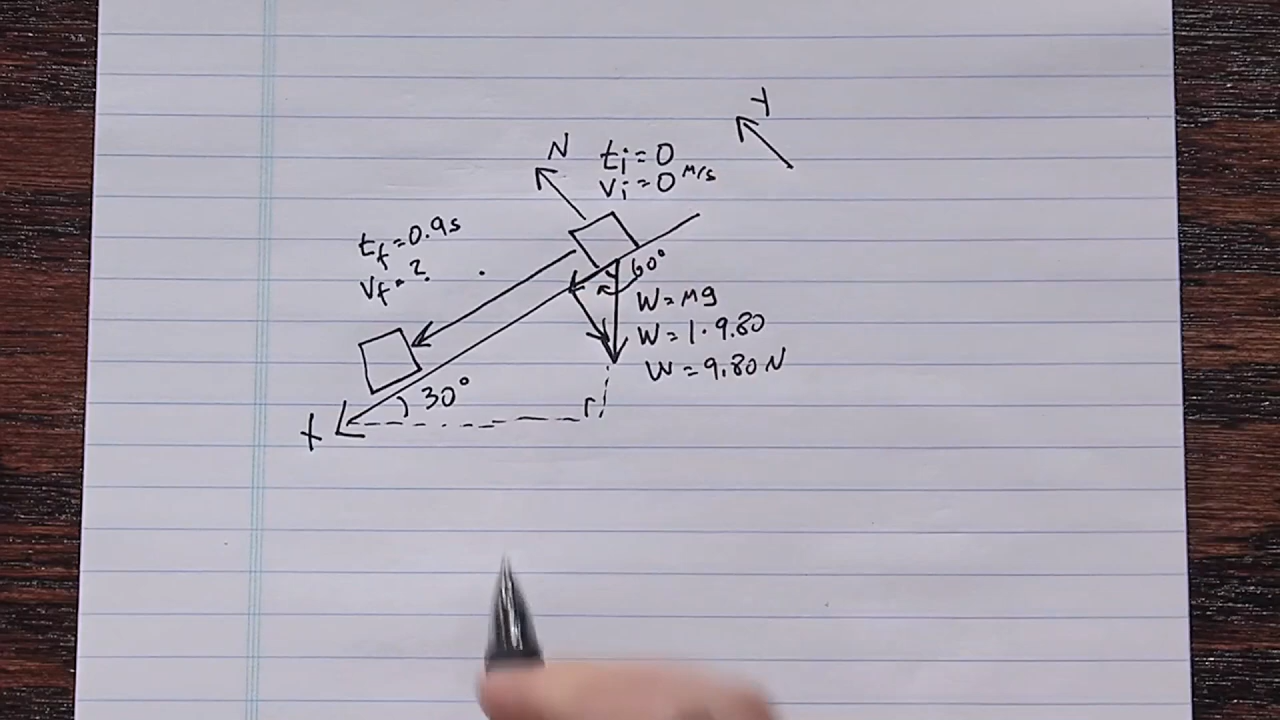 Y
N
ti = 0
vi = 0 m/s
tf = 0.9s
vf = ?
60°
W = mg
W = 1 · 9.80
W = 9.80 N
30°
x